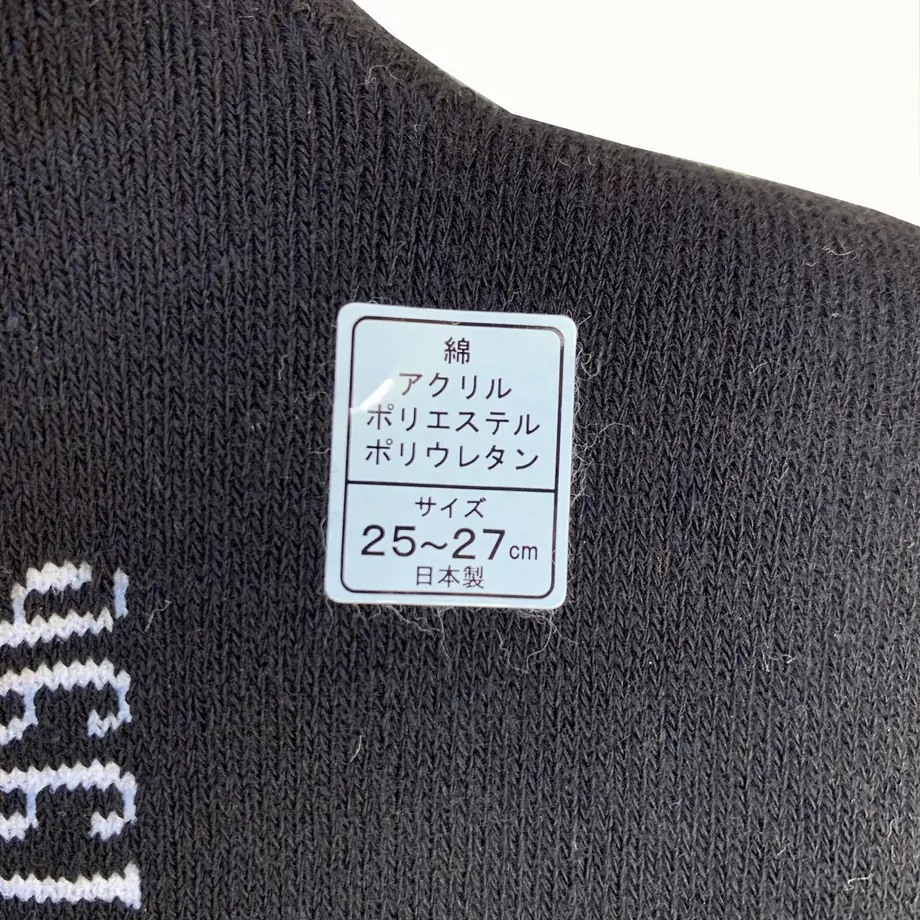 綿
アクリル
ポリエステル
ポリウレタン
サイズ
25~27cm
日本製